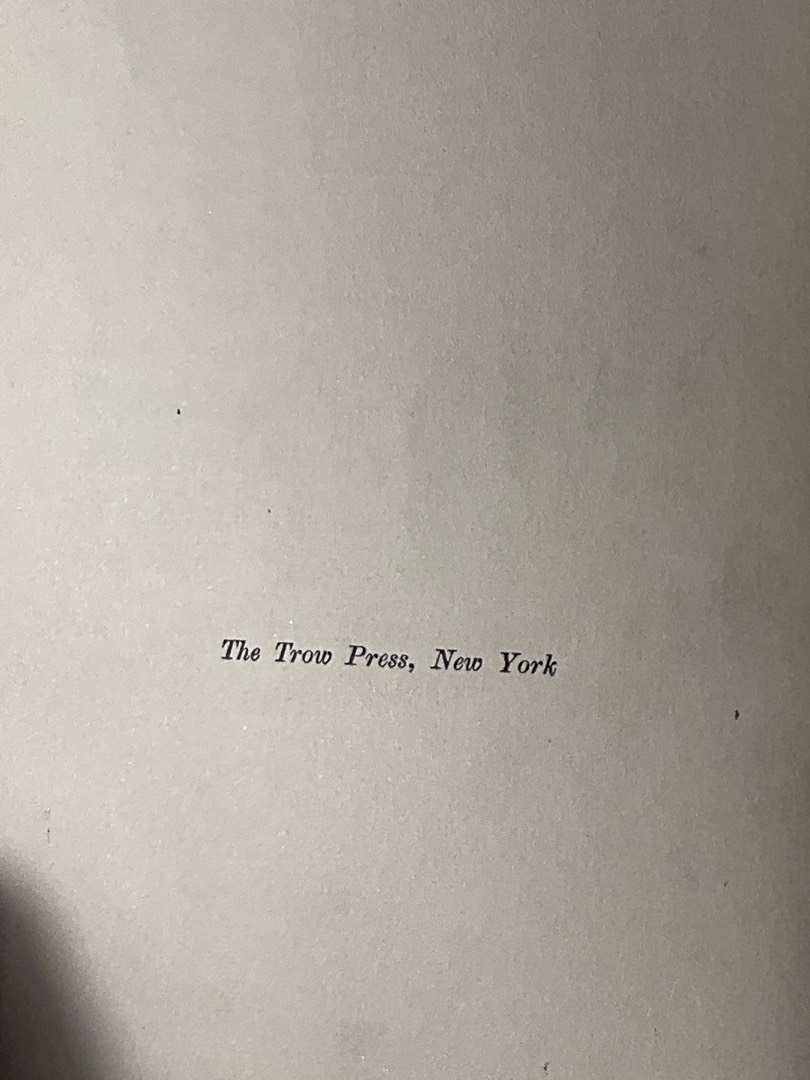 The Trow Press, New York